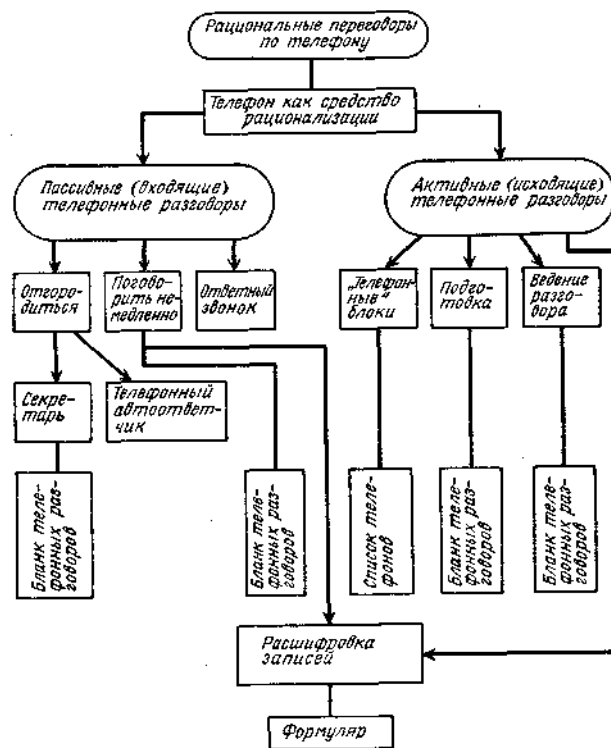 Рациональные переговоры
по телефону
Телефон как средство
рационализации
Пассивные (входящие)
телефонные разговоры
Активные (исходящие)
телефонные разговоры
Отгоро-
диться
Погово-
рить не-
медленно
Ответный
звонок
„Телефон-
ные“
блоки
Подго-
товка
Ведение
разго-
вора
Секре-
тарь
Телефонный
автоответ-
чик
Бланк теле-
фонных раз-
говоров
Бланк теле-
фонных раз-
говоров
Список теле-
фонов
Бланк теле-
фонных раз-
говоров
Бланк теле-
фонных раз-
говоров
Расшифровка
записей
Формуляр